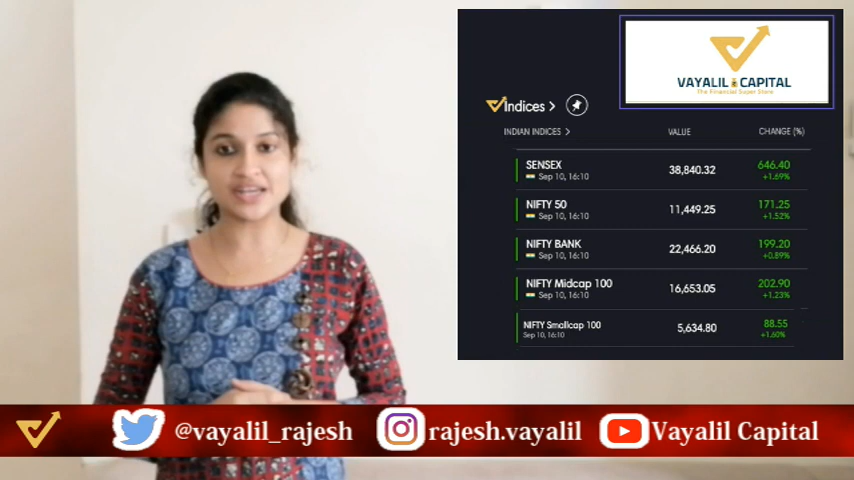 VAYALIL CAPITAL
The Financial Super Store
Indices >
INDIAN INDICES > VALUE CHANGE (%)
SENSEX 38,840.32 646.40
Sep 10, 16:10 +1.69%
NIFTY 50 11,449.25 171.25
Sep 10, 16:10 +1.52%
NIFTY BANK 22,466.20 199.20
Sep 10, 16:10 +0.89%
NIFTY Midcap 100 16,653.05 202.90
Sep 10, 16:10 +1.23%
NIFTY Smallcap 100 5,634.80 88.55
Sep 10, 16:10 +1.60%
@vayalil_rajesh rajesh.vayalil Vayalil Capital